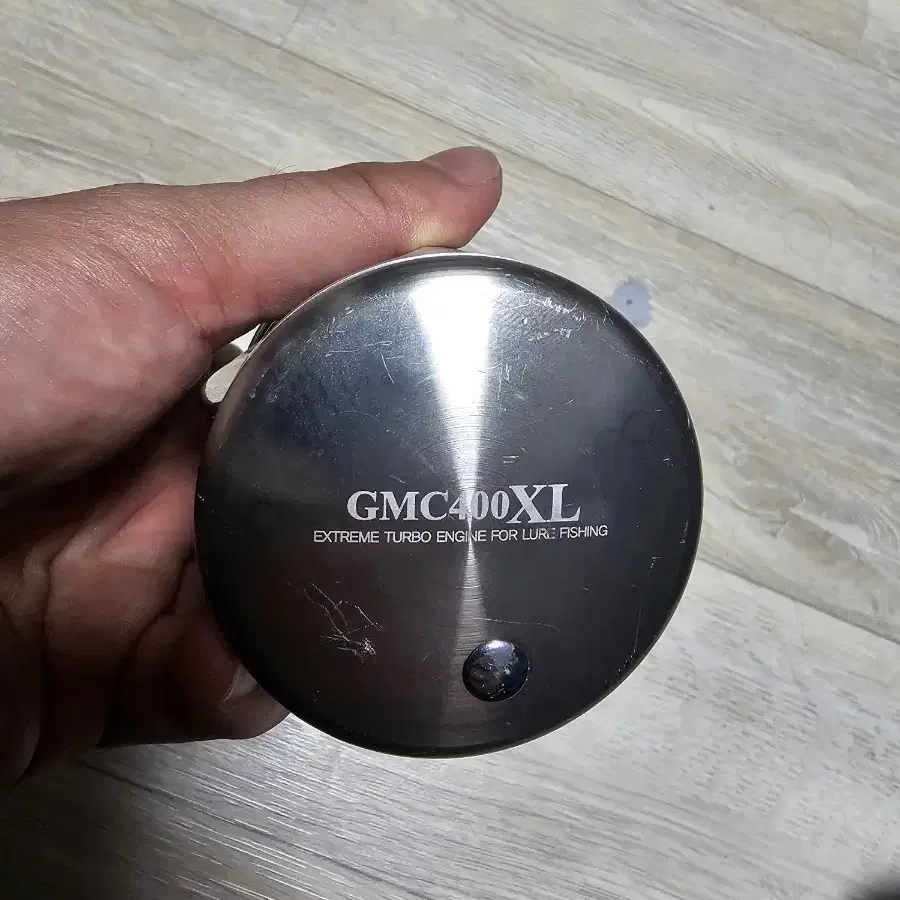 GMC400XL
EXTREME TURBO ENGINE FOR LURE FISHING